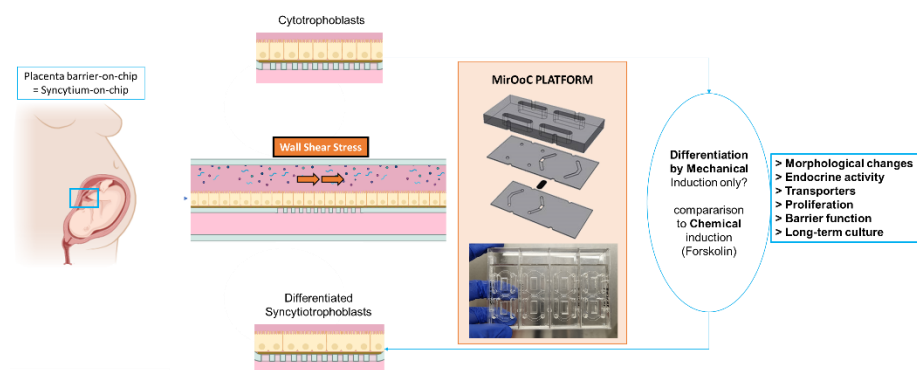 Cytotrophoblasts
Placenta barrier-on-chip
= Syncytium-on-chip
MirOoC PLATFORM
Wall Shear Stress
Differentiation
by Mechanical
Induction only?
compararison
to Chemical
induction
(Forskolin)
> Morphological changes
> Endocrine activity
> Transporters
> Proliferation
> Barrier function
> Long-term culture
Differentiated
Syncytiotrophoblasts